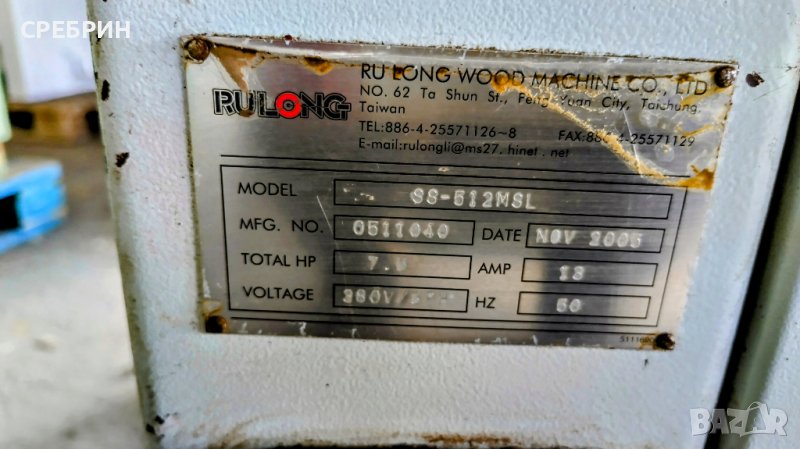 СРЕБРИН
RULONG
RU LONG WOOD MACHINE CO., LTD
NO. 62 Ta Shun St., Feng Yuan City, Taichung.
Taiwan
TEL:886-4-25571126~8 FAX:886-4-25571129
E-mail:rulongli@ms27.hinet.net
MODEL SS-512MSL
MFG. NO. 0511040 DATE NOV 2005
TOTAL HP AMP 13
VOLTAGE HZ 50
BAZAR